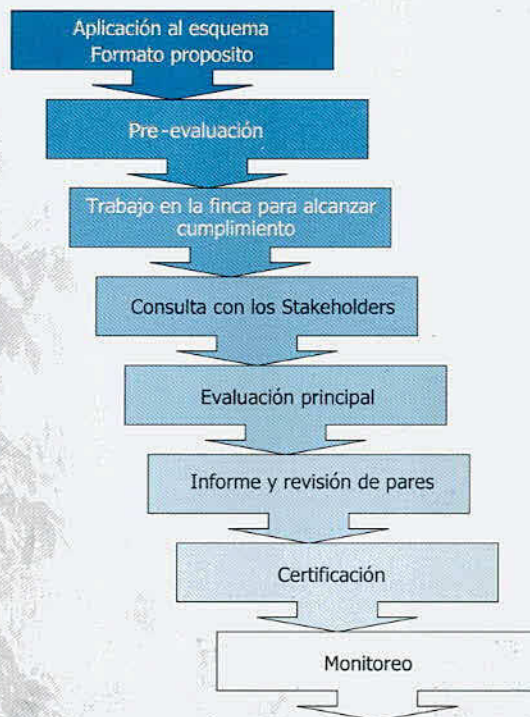 Aplicación al esquema
Formato proposito
Pre-evaluación
Trabajo en la finca para alcanzar
cumplimiento
Consulta con los Stakeholders
Evaluación principal
Informe y revisión de pares
Certificación
Monitoreo